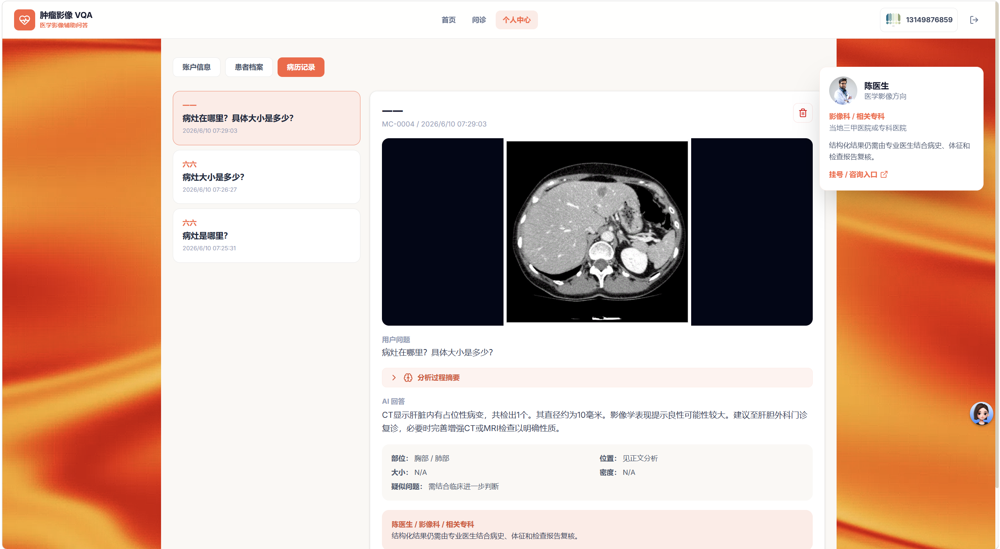 肿瘤影像 VQA
医学影像辅助问答
首页
问诊
个人中心
13149876859
账户信息
患者档案
病历记录
一一
病灶在哪里？具体大小是多少？
2026/6/10 07:29:03
六六
病灶大小是多少？
2026/6/10 07:26:27
六六
病灶是哪里？
2026/6/10 07:25:31
一一
MC-0004 / 2026/6/10 07:29:03
用户问题
病灶在哪里？具体大小是多少？
分析过程摘要
AI 回答
CT显示肝脏内有占位性病变，共检出1个。其直径约为10毫米。影像学表现提示良性可能性较大。建议至肝胆外科门诊
复诊，必要时完善增强CT或MRI检查以明确性质。
部位： 胸部 / 肺部
位置： 见正文分析
大小： N/A
密度： N/A
疑似问题： 需结合临床进一步判断
陈医生 / 影像科 / 相关专科
结构化结果仍需由专业医生结合病史、体征和检查报告复核。
陈医生
医学影像方向
影像科 / 相关专科
当地三甲医院或专科医院
结构化结果仍需由专业医生结合病史、体征和
检查报告复核。
挂号 / 咨询入口